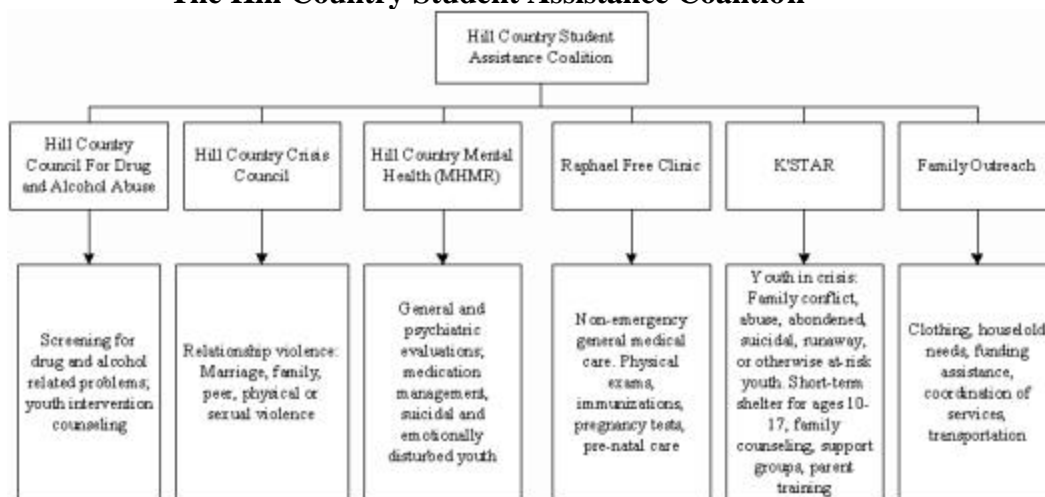 The Hill Country Student Assistance Coalition
Hill Country Student
Assistance Coalition
Hill Country
Council For Drug
and Alcohol Abuse
Hill Country Crisis
Council
Hill Country Mental
Health (MHMR)
Raphael Free Clinic
K'STAR
Family Outreach
Screening for
drug and alcohol
related problems;
youth intervention
counseling
Relationship violence:
Marriage, family,
peer, physical or
sexual violence
General and
psychiatric
evaluations;
medication
management,
suicidal and
emotionally
disturbed youth
Non-emergency
general medical
care. Physical
exams,
immunizations,
pregnancy tests,
pre-natal care
Youth in crisis:
Family conflict,
abuse, abondened,
suicidal, runaway,
or otherwise at-risk
youth. Short-term
shelter for ages 10-
17, family
counseling, support
groups, parent
training
Clothing, household
needs, funding
assistance,
coordination of
services,
transportation